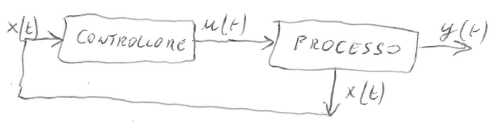 x(t) CONTROLLORE u(t) PROCESSO y(t)
x(t)